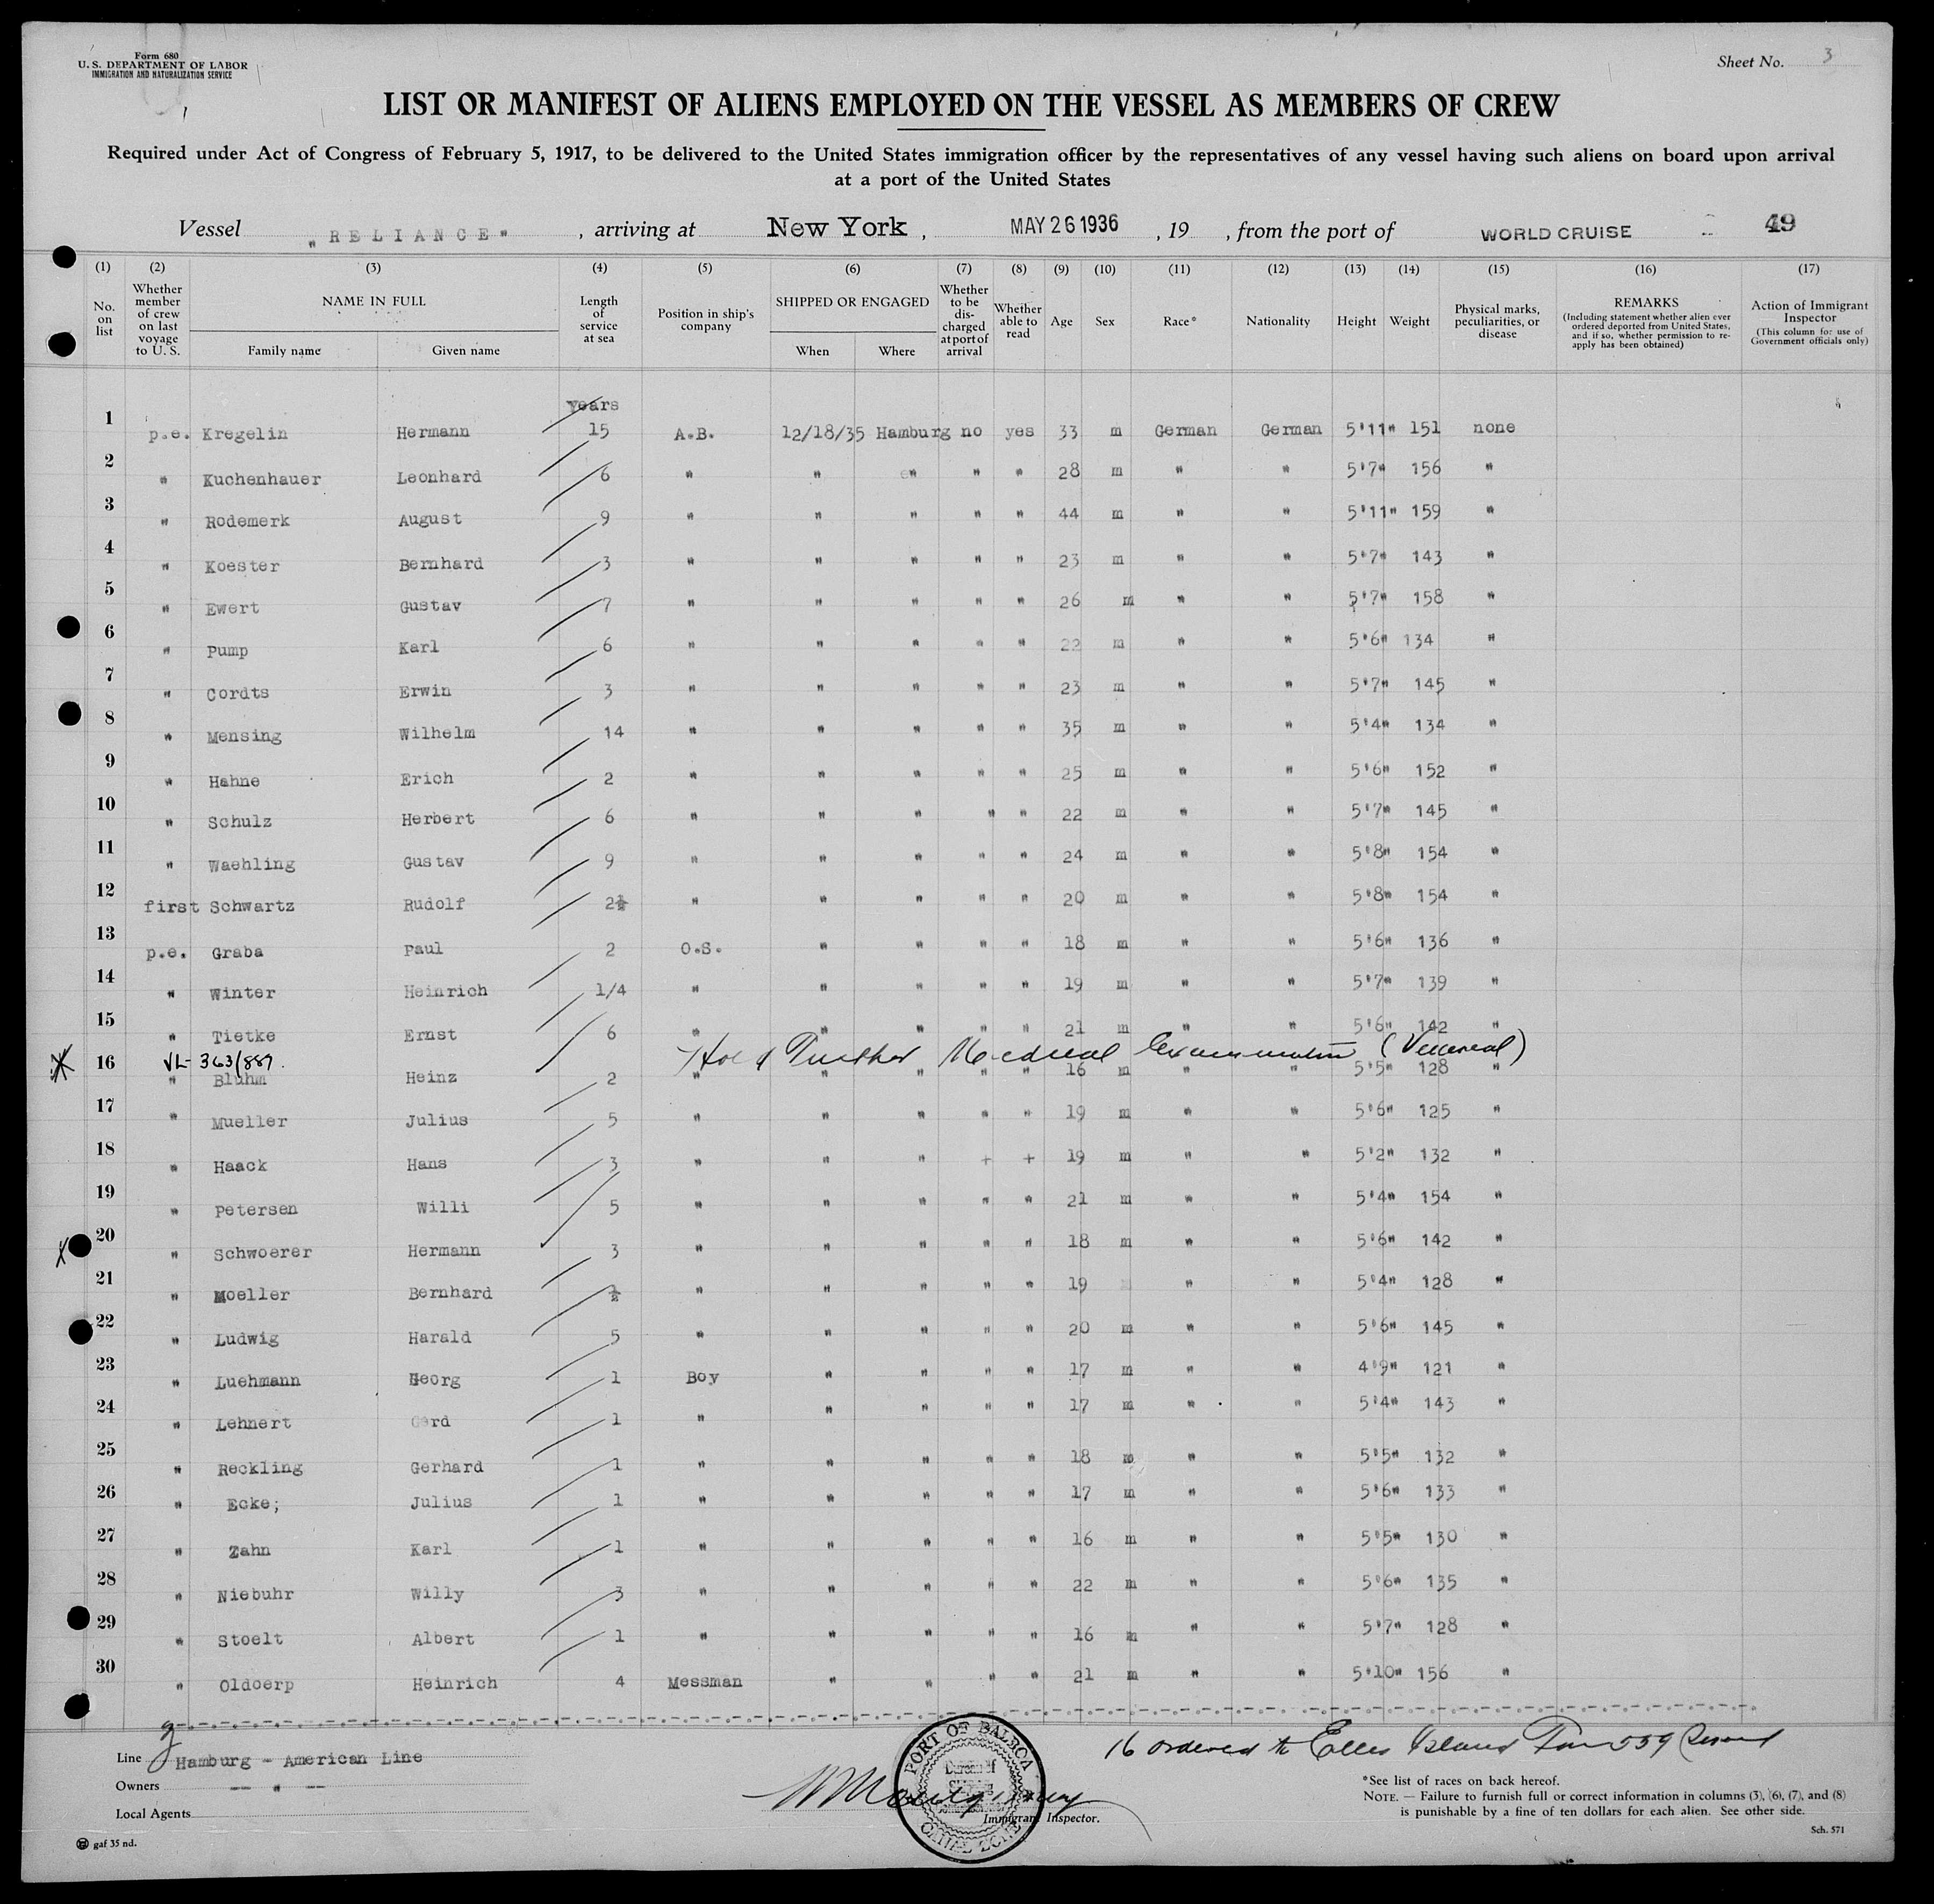 Form 680
U. S. DEPARTMENT OF LABOR
IMMIGRATION AND NATURALIZATION SERVICE
Sheet No. 3
LIST OR MANIFEST OF ALIENS EMPLOYED ON THE VESSEL AS MEMBERS OF CREW
Required under Act of Congress of February 5, 1917, to be delivered to the United States immigration officer by the representatives of any vessel having such aliens on board upon arrival
at a port of the United States
Vessel "RELIANCE", arriving at New York, MAY 26 1936, 19 , from the port of WORLD CRUISE 49
(1) (2) (3) (4) (5) (6) (7) (8) (9) (10) (11) (12) (13) (14) (15) (16) (17)
No. on list
Whether member of crew on last voyage to U. S.
NAME IN FULL
Family name
Given name
Length of service at sea
Position in ship's company
SHIPPED OR ENGAGED
When
Where
Whether to be discharged at port of arrival
Whether able to read
Age
Sex
Race*
Nationality
Height
Weight
Physical marks, peculiarities, or disease
REMARKS
(Including statement whether alien ever ordered deported from United States, and if so, whether permission to reapply has been obtained)
Action of Immigrant Inspector
(This column for use of Government officials only)
years
1 p.e. Kregelin Hermann 15 A.B. 12/18/35 Hamburg no yes 33 m German German 5'11" 151 none
2 " Kuchenhauer Leonhard 6 " " " " " 28 m " " 5'7" 156 "
3 " Rodemerk August 9 " " " " " 44 m " " 5'11" 159 "
4 " Koester Bernhard 3 " " " " " 23 m " " 5'7" 143 "
5 " Ewert Gustav 7 " " " " " 26 m " " 5'7" 158 "
6 " Pump Karl 6 " " " " " 22 m " " 5'6" 134 "
7 " Cordts Erwin 3 " " " " " 23 m " " 5'7" 145 "
8 " Mensing Wilhelm 14 " " " " " 35 m " " 5'4" 134 "
9 " Hahne Erich 2 " " " " " 25 m " " 5'6" 152 "
10 " Schulz Herbert 6 " " " " " 22 m " " 5'7" 145 "
11 " Waehling Gustav 9 " " " " " 24 m " " 5'8" 154 "
12 first Schwartz Rudolf 2½ " " " " " 20 m " " 5'8" 154 "
13 p.e. Graba Paul 2 O.S. " " " " 18 m " " 5'6" 136 "
14 " Winter Heinrich 1/4 " " " " " 19 m " " 5'7" 139 "
15 " Tietke Ernst 6 " " " " " 21 m " " 5'6" 142 "
VL-363/889. Hold Further Medical Examination (Venereal)
16 " Bluhm Heinz 2 " " " " " 16 m " " 5'5" 128 "
17 " Mueller Julius 5 " " " " " 19 m " " 5'6" 125 "
18 " Haack Hans 3 " " " + + 19 m " " 5'2" 132 "
19 " Petersen Willi 5 " " " " " 21 m " " 5'4" 154 "
20 " Schwoerer Hermann 3 " " " " " 18 m " " 5'6" 142 "
21 " Moeller Bernhard ½ " " " " " 19 " " 5'4" 128 "
22 " Ludwig Harald 5 " " " " " 20 m " " 5'6" 145 "
23 " Luehmann Georg 1 Boy " " " " 17 m " " 4'9" 121 "
24 " Lehnert Gerd 1 " " " " " 17 m " " 5'4" 143 "
25 " Reckling Gerhard 1 " " " " " 18 m " " 5'5" 132 "
26 " Ecke; Julius 1 " " " " " 17 m " " 5'6" 133 "
27 " Zahn Karl 1 " " " " " 16 m " " 5'5" 130 "
28 " Niebuhr Willy 3 " " " " " 22 m " " 5'6" 135 "
29 " Stoelt Albert 1 " " " " " 16 m " " 5'7" 128 "
30 " Oldoerp Heinrich 4 Messman " " " " 21 m " " 5'10" 156 "
Line Hamburg - American Line
Owners -- " --
Local Agents
gaf 35 nd.
PORT OF BALBOA
Bureau of
CANAL ZONE
Immigrant Inspector.
16 ordered to Ellis Island Form 559 Served
*See list of races on back hereof.
NOTE. — Failure to furnish full or correct information in columns (3), (6), (7), and (8)
is punishable by a fine of ten dollars for each alien. See other side.
Sch. 571